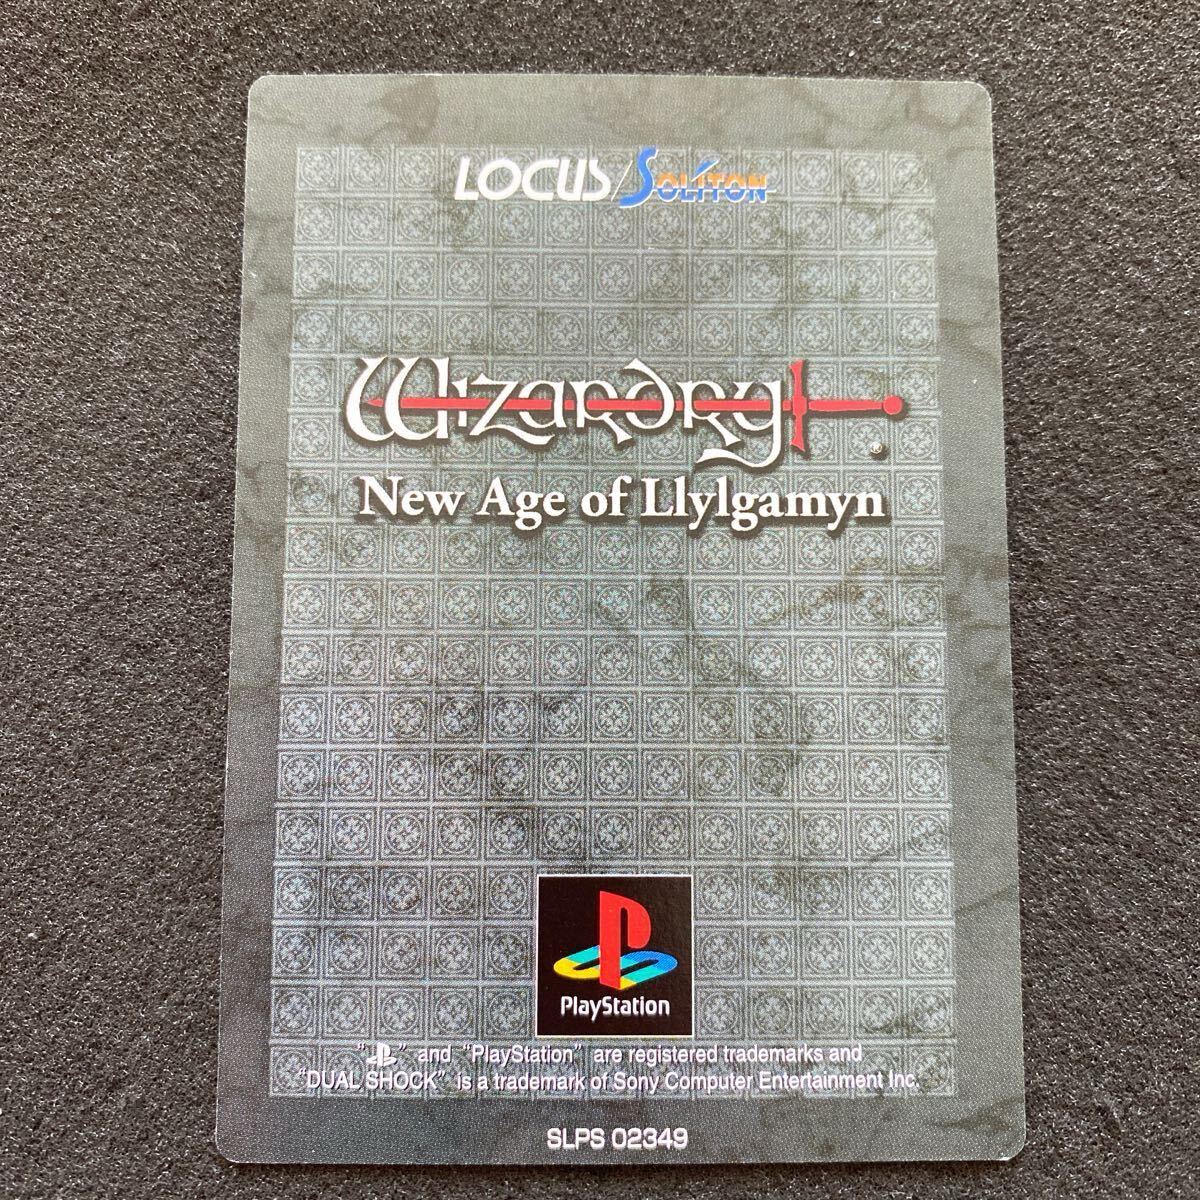 LOCUS/SOLITON
Wizardry®
New Age of Llylgamyn
PlayStation
“ ” and “PlayStation” are registered trademarks and
“DUAL SHOCK” is a trademark of Sony Computer Entertainment Inc.
SLPS 02349